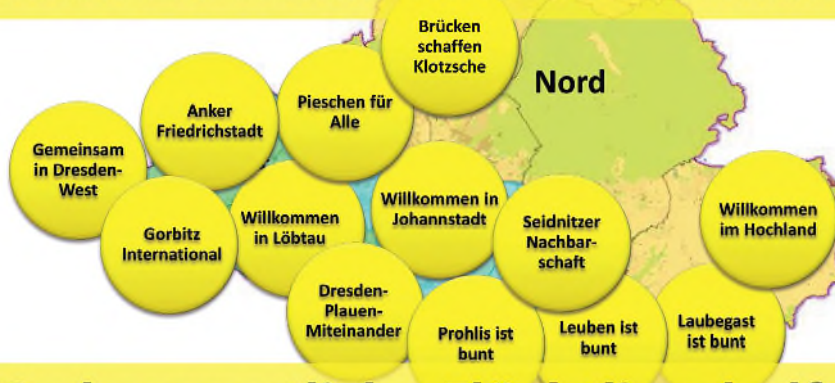 Brücken
schaffen
Klotzsche
Nord
Anker
Friedrichstadt
Pieschen für
Alle
Gemeinsam
in Dresden-
West
Gorbitz
International
Willkommen
in Löbtau
Willkommen in
Johannstadt
Seidnitzer
Nachbar-
schaft
Willkommen
im Hochland
Dresden-
Plauen-
Miteinander
Prohlis ist
bunt
Leuben ist
bunt
Laubegast
ist bunt